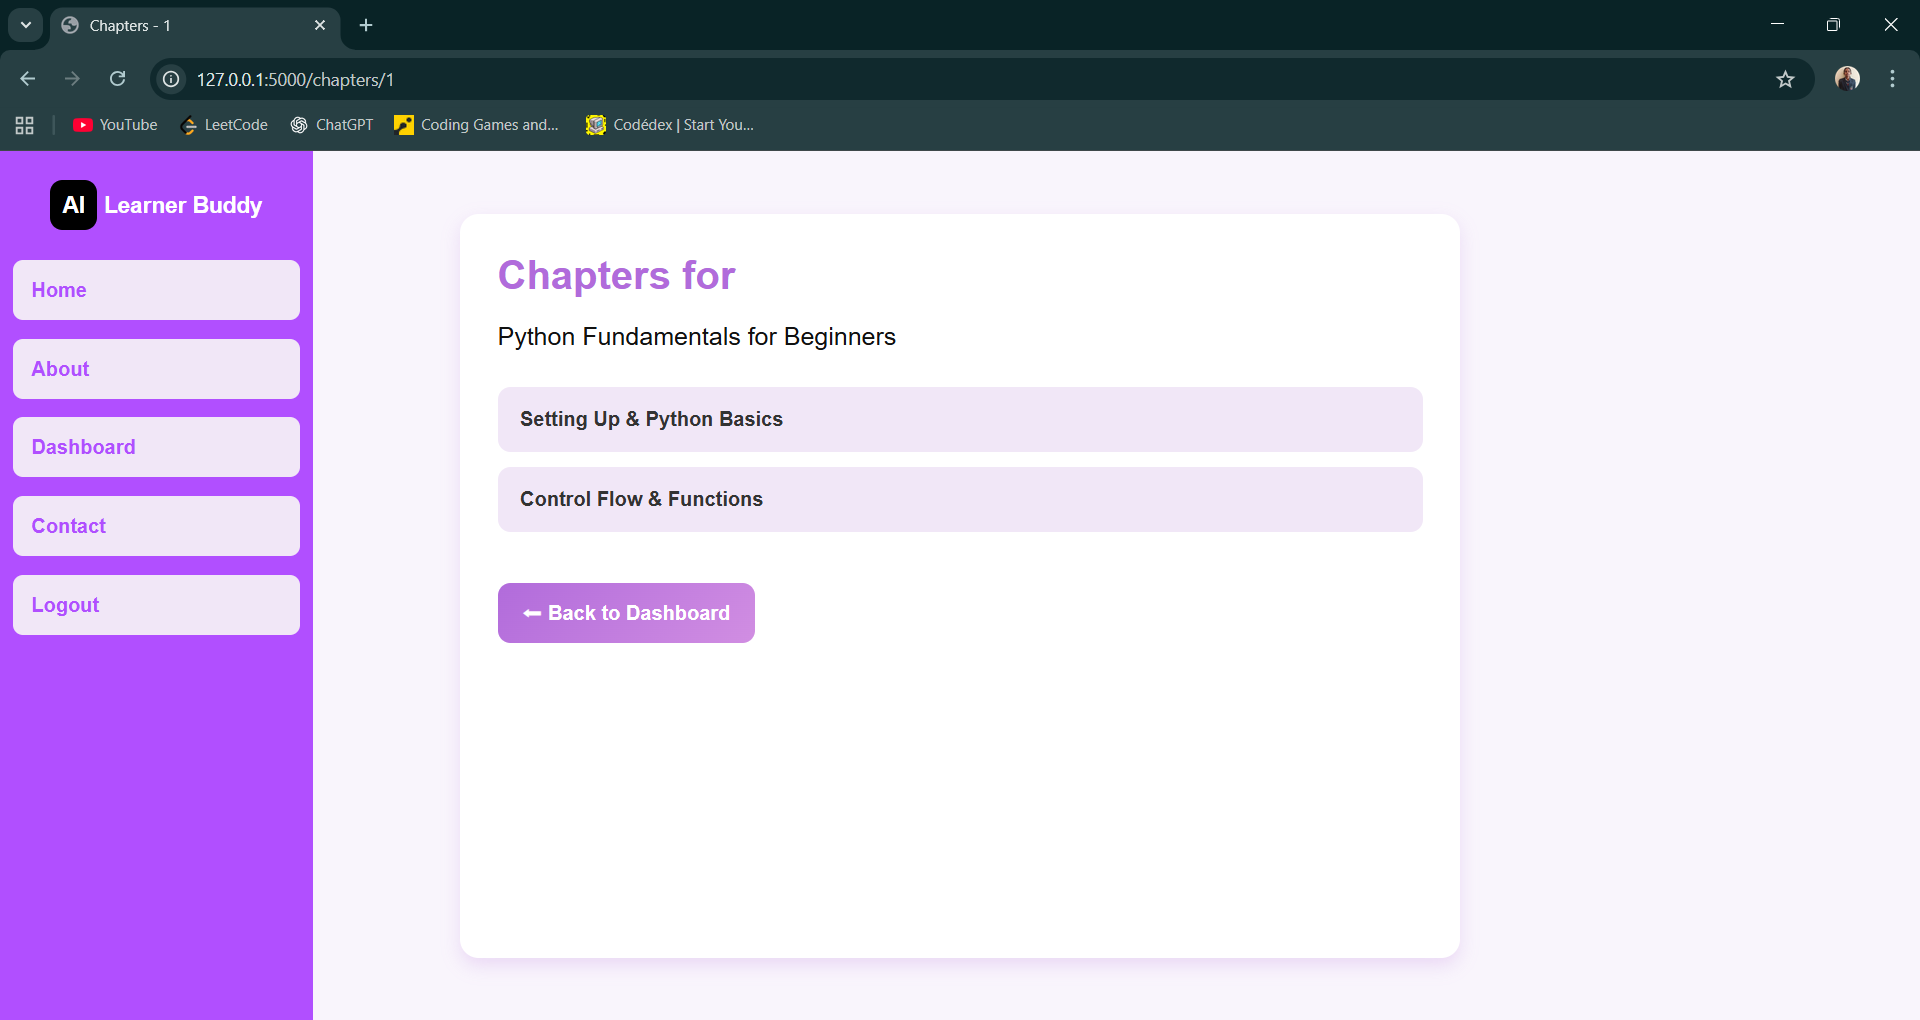 Chapters - 1
127.0.0.1:5000/chapters/1
YouTube
LeetCode
ChatGPT
Coding Games and...
Codédex | Start You...
AI Learner Buddy
Home
About
Dashboard
Contact
Logout
Chapters for
Python Fundamentals for Beginners
Setting Up & Python Basics
Control Flow & Functions
⬅ Back to Dashboard